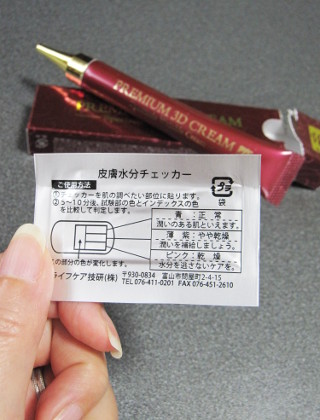 PREMIUM 3D CREAM
皮膚水分チェッカー
ご使用方法
①チェッカーを肌の調べたい部位に貼ります。
②5～10分後、試験部の色とインデックスの色
を比較して判定します。
プラ
袋
青 : 正 常
潤いのある肌といえます。
薄 紫 : やや乾燥
潤いを補給しましょう。
ピンク : 乾 燥
水分を逃さないケアを。
の部分の色が変化します。
ライフケア技研(株)
〒930-0834 富山市問屋町2-4-15
TEL 076-411-0201 FAX 076-451-2610